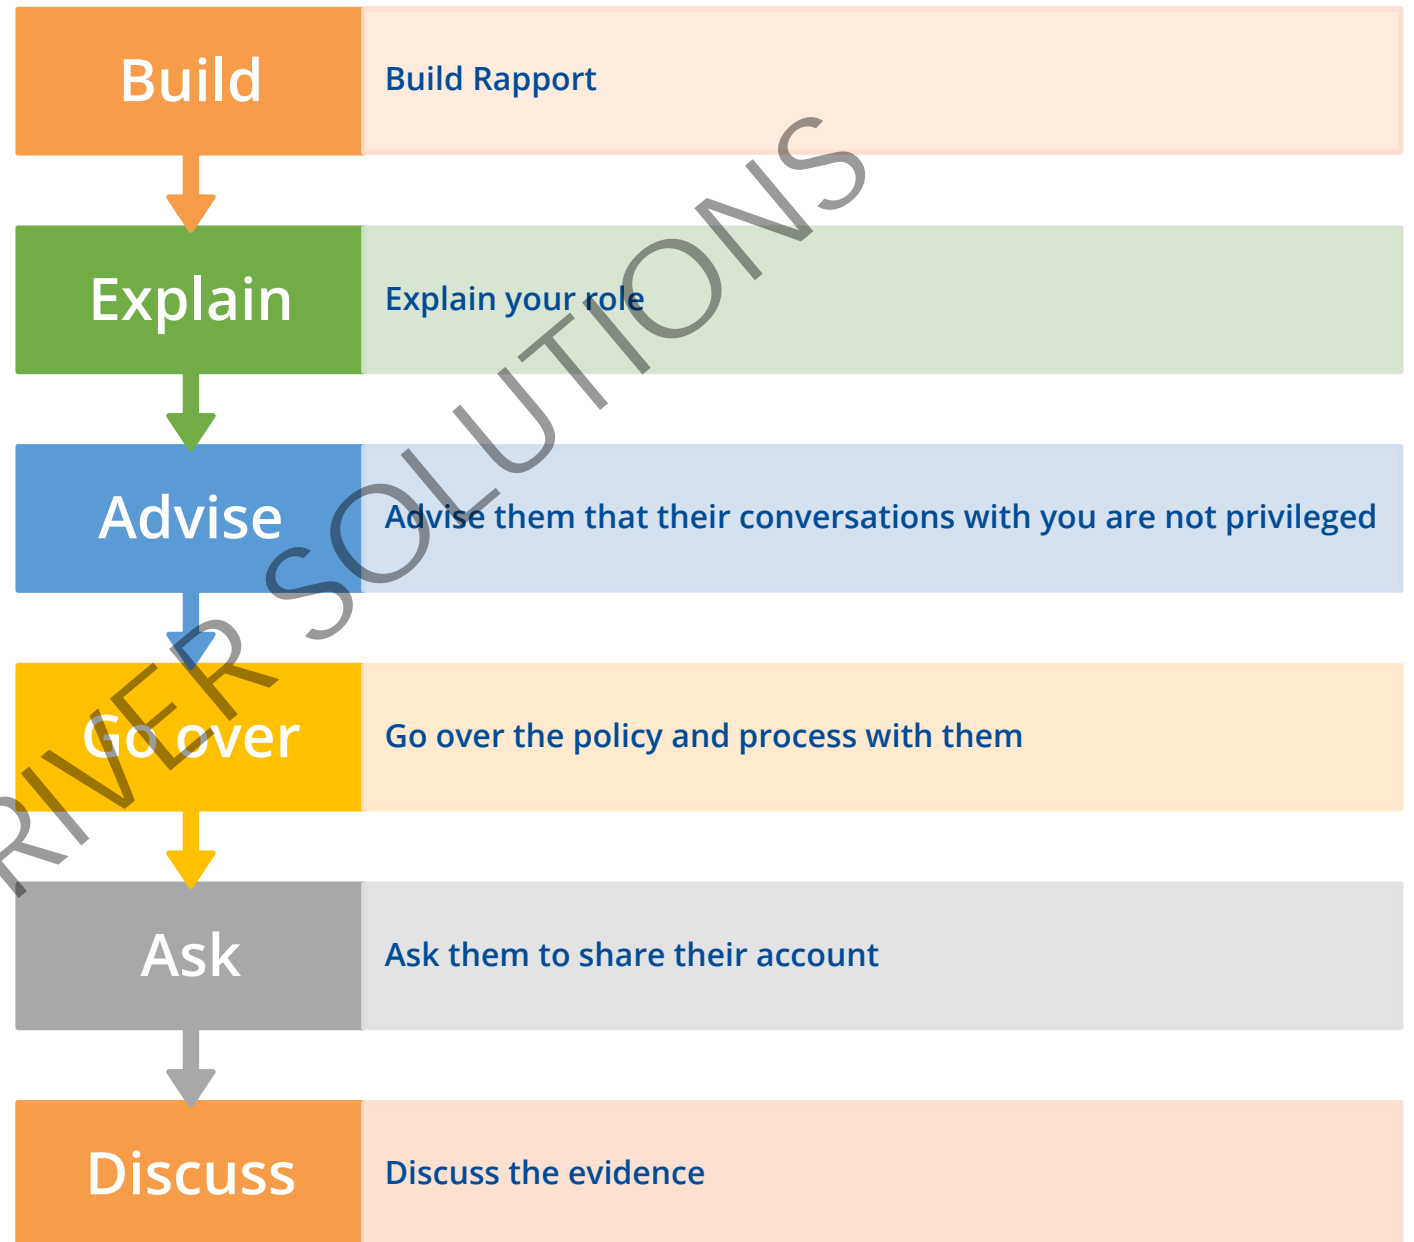 Build
Build Rapport
Explain
Explain your role
Advise
Advise them that their conversations with you are not privileged
Go over
Go over the policy and process with them
Ask
Ask them to share their account
Discuss
Discuss the evidence
RIVER SOLUTIONS